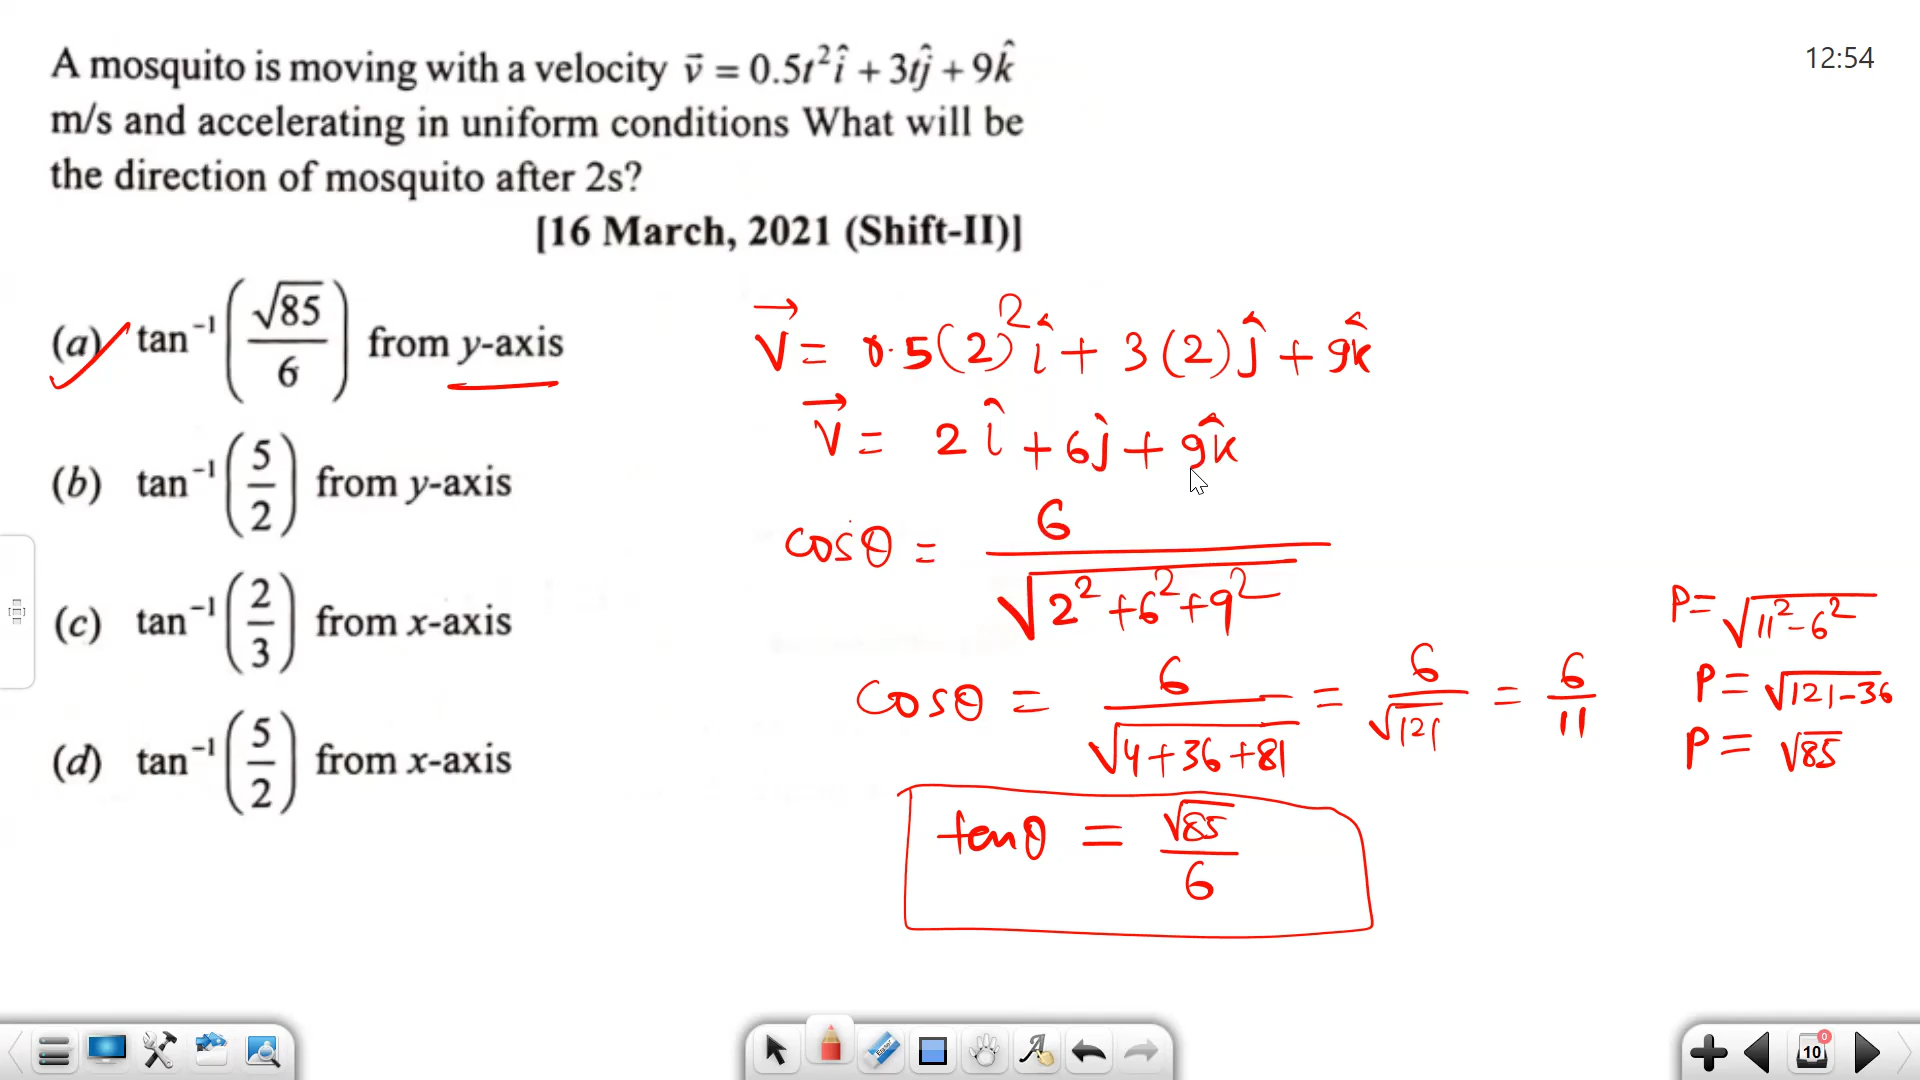 A mosquito is moving with a velocity v⃗ = 0.5t²î + 3tĵ + 9k̂
m/s and accelerating in uniform conditions What will be
the direction of mosquito after 2s?
[16 March, 2021 (Shift-II)]
(a) tan⁻¹(√85/6) from y-axis
(b) tan⁻¹(5/2) from y-axis
(c) tan⁻¹(2/3) from x-axis
(d) tan⁻¹(5/2) from x-axis
12:54
v⃗ = 0.5(2)²î + 3(2)ĵ + 9k̂
v⃗ = 2î + 6ĵ + 9k̂
cosθ = 6/√(2²+6²+9²)
cosθ = 6/√(4+36+81) = 6/√121 = 6/11
tanθ = √85/6
P = √(11²-6²)
P = √(121-36)
P = √85
Eraser
A
10
0